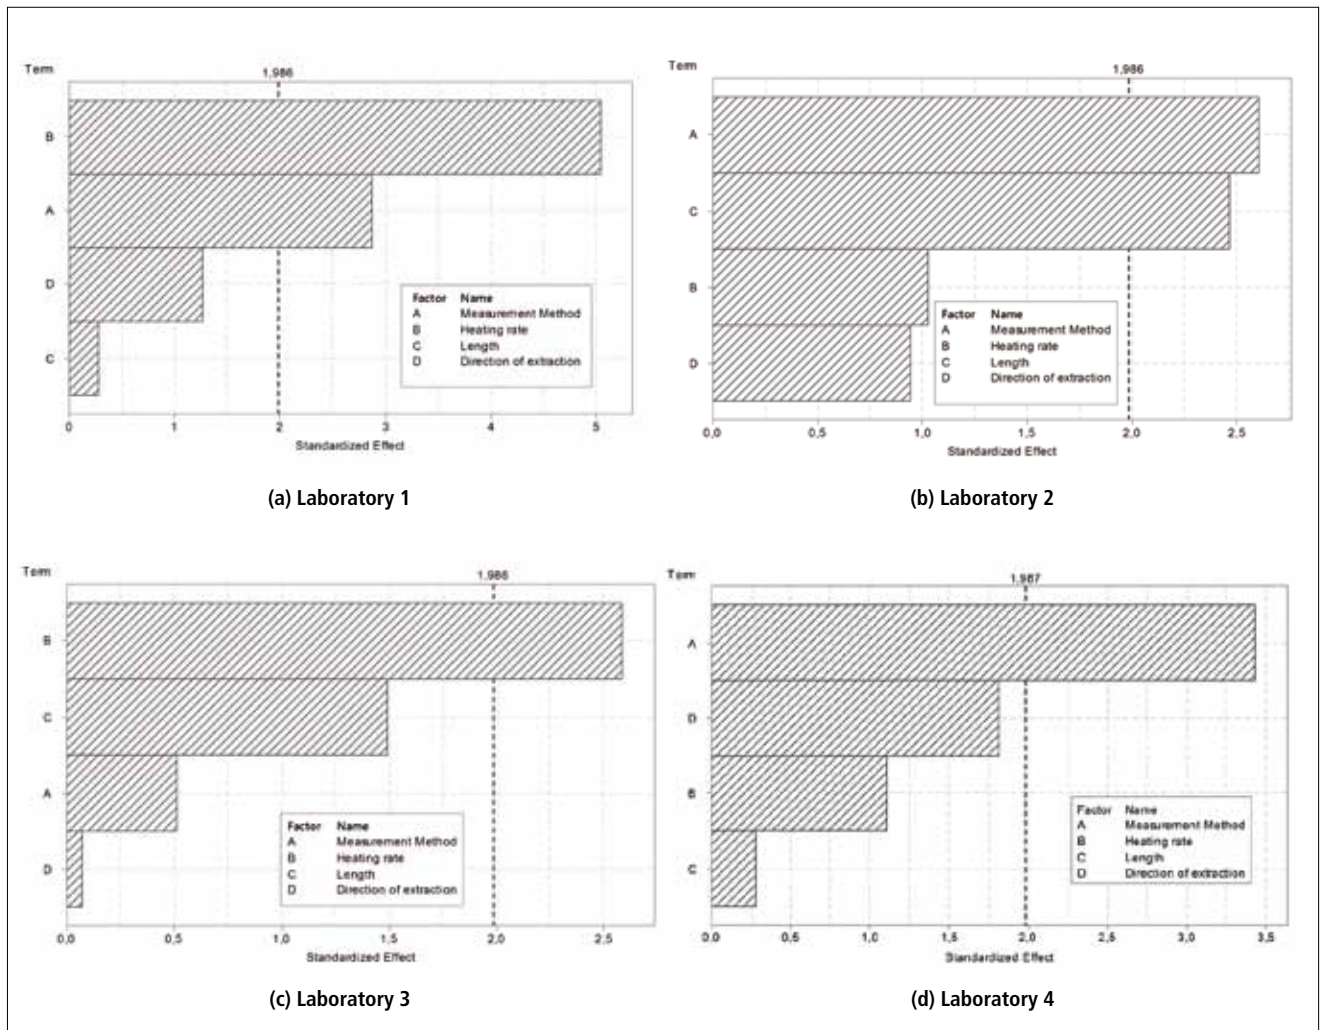 Term
1,986
B
A
D
C
Factor Name
A Measurement Method
B Heating rate
C Length
D Direction of extraction
0 1 2 3 4 5
Standardized Effect
(a) Laboratory 1
Term
1,986
A
C
B
D
Factor Name
A Measurement Method
B Heating rate
C Length
D Direction of extraction
0,0 0,5 1,0 1,5 2,0 2,5
Standardized Effect
(b) Laboratory 2
Term
1,986
B
C
A
D
Factor Name
A Measurement Method
B Heating rate
C Length
D Direction of extraction
0,0 0,5 1,0 1,5 2,0 2,5
Standardized Effect
(c) Laboratory 3
Term
1,987
A
D
B
C
Factor Name
A Measurement Method
B Heating rate
C Length
D Direction of extraction
0,0 0,5 1,0 1,5 2,0 2,5 3,0 3,5
Standardized Effect
(d) Laboratory 4